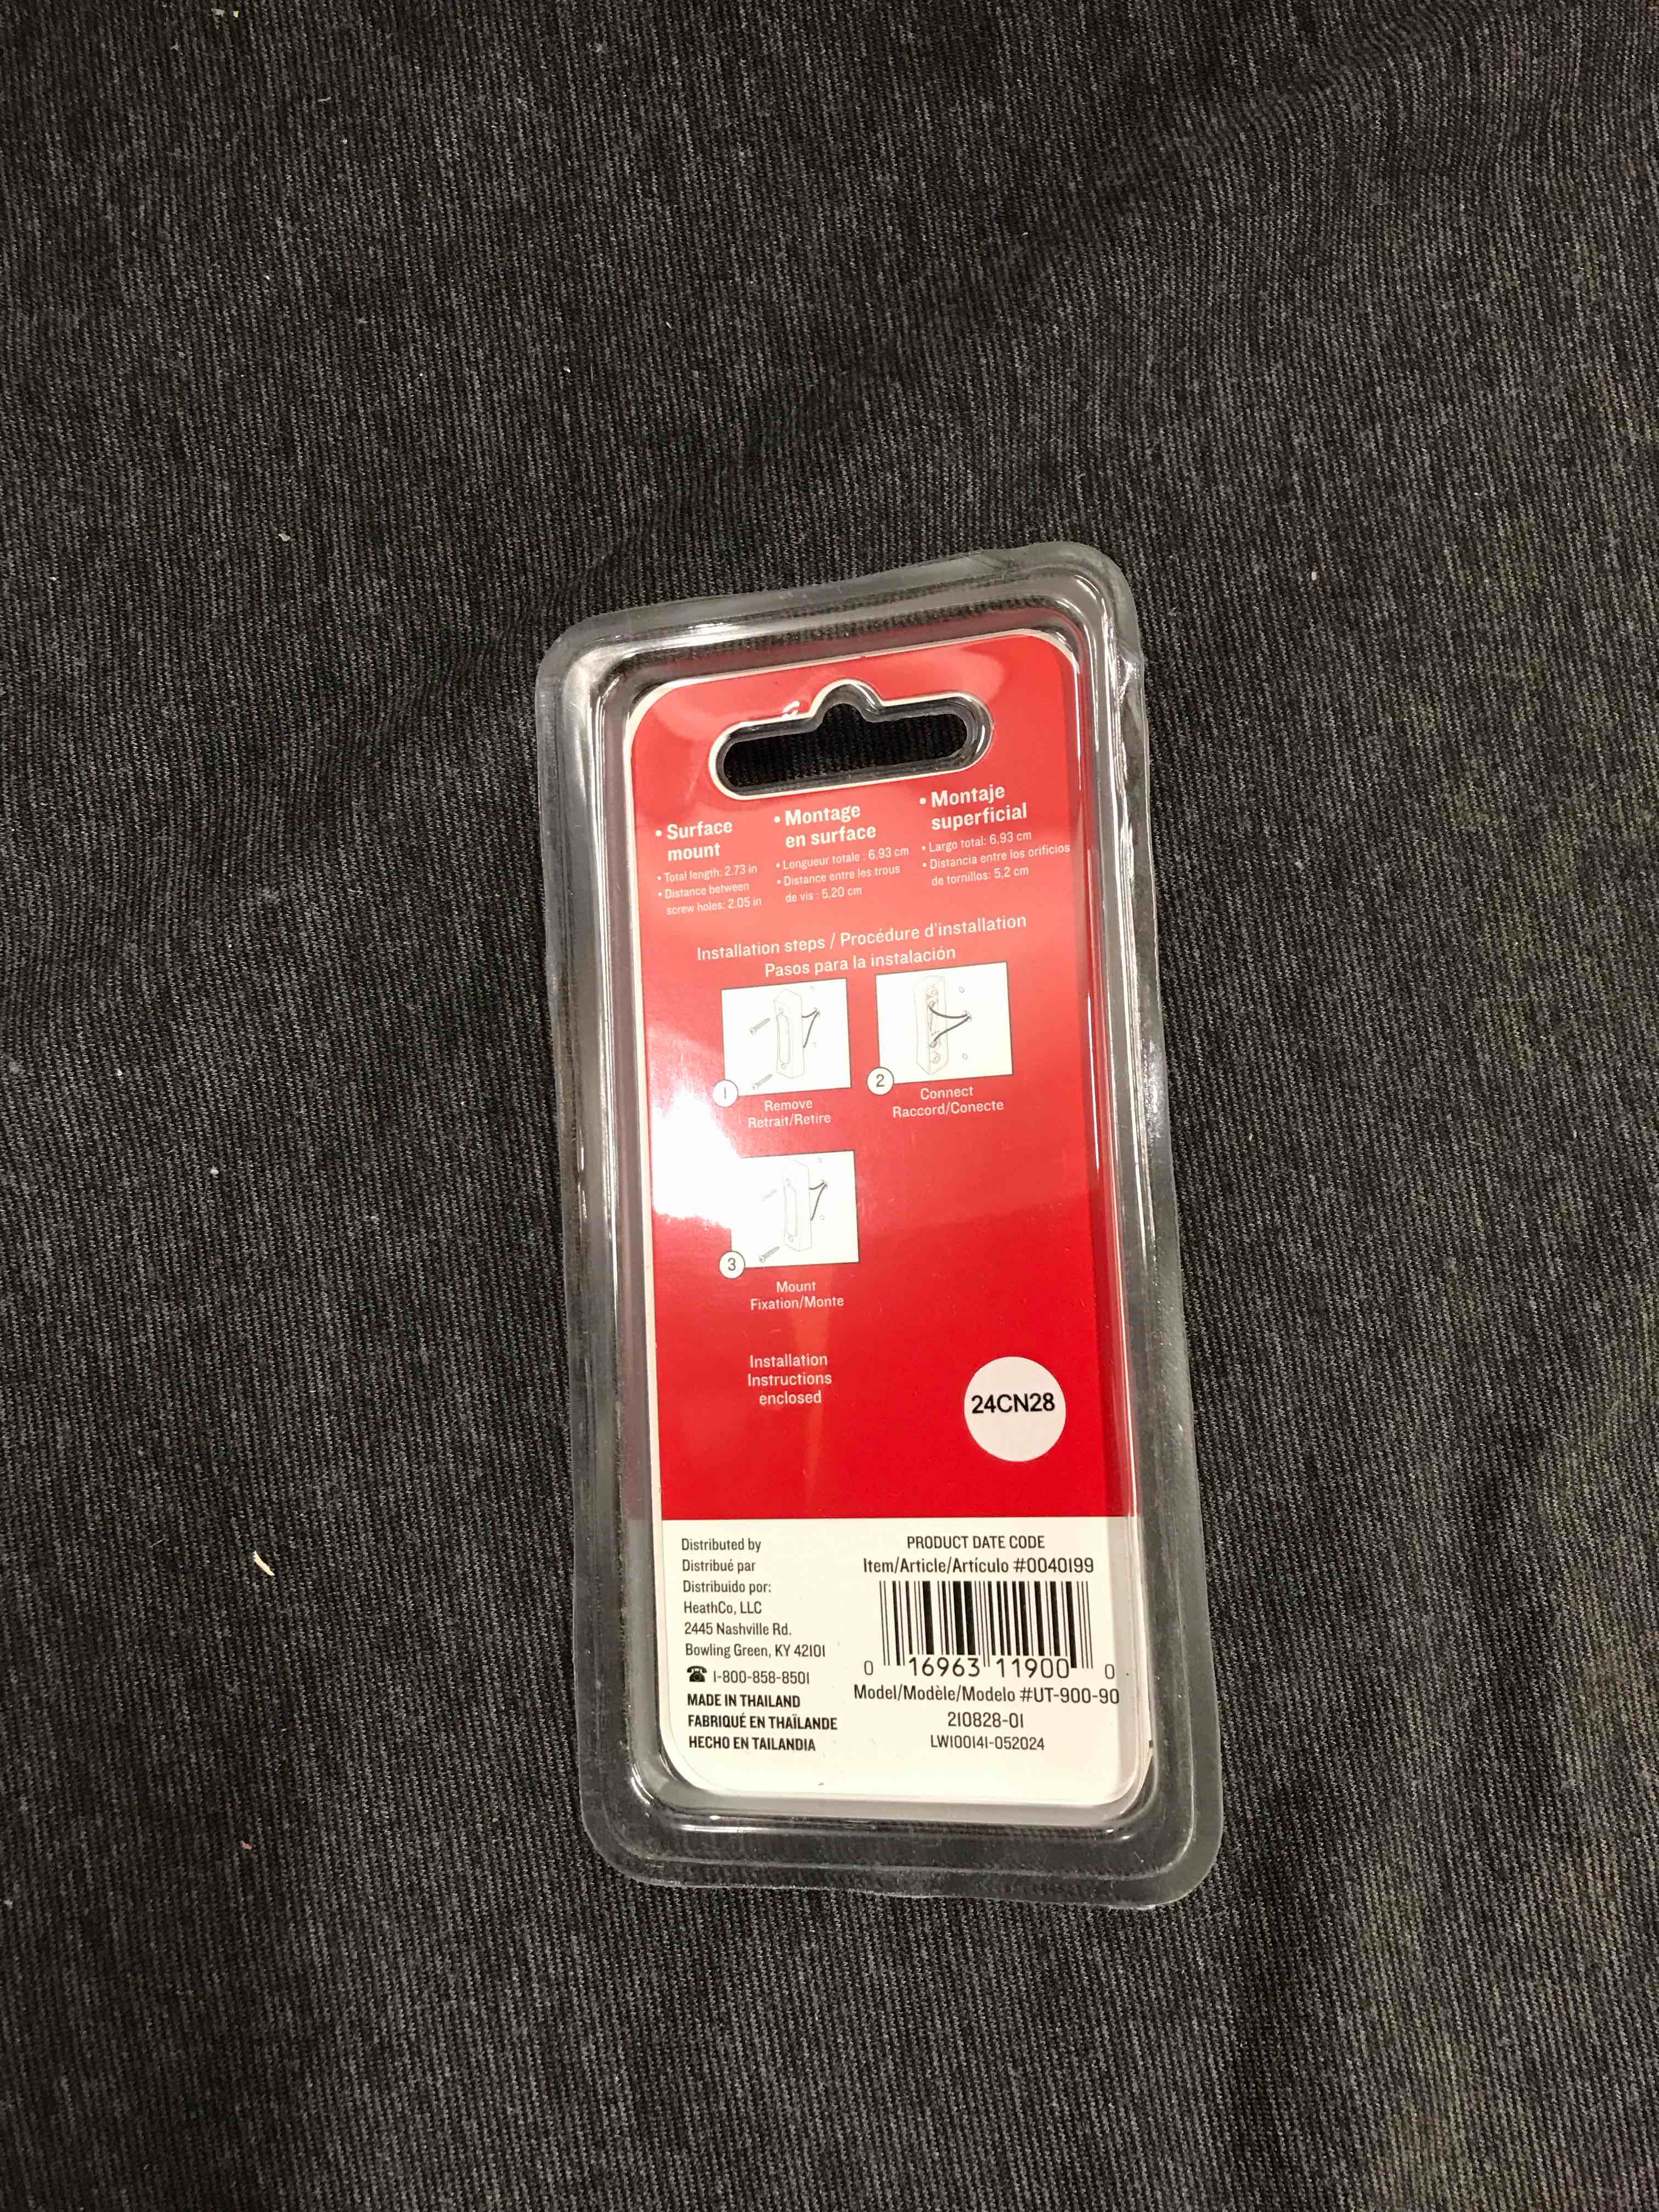 • Surface
mount
• Total length: 2.73 in
• Distance between
screw holes: 2.05 in
• Montage
en surface
• Longueur totale : 6,93 cm
• Distance entre les trous
de vis : 5,20 cm
• Montaje
superficial
• Largo total: 6.93 cm
• Distancia entre los orificios
de tornillos: 5,2 cm
Installation steps / Procédure d'installation
Pasos para la instalación
1
Remove
Retrait/Retire
2
Connect
Raccord/Conecte
3
Mount
Fixation/Monte
Installation
Instructions
enclosed
24CN28
Distributed by
Distribué par
Distribuido por:
HeathCo, LLC
2445 Nashville Rd.
Bowling Green, KY 42101
☎ 1-800-858-8501
MADE IN THAILAND
FABRIQUÉ EN THAÏLANDE
HECHO EN TAILANDIA
PRODUCT DATE CODE
Item/Article/Artículo #0040199
0 16963 11900 0
Model/Modèle/Modelo #UT-900-90
210828-01
LW100141-052024